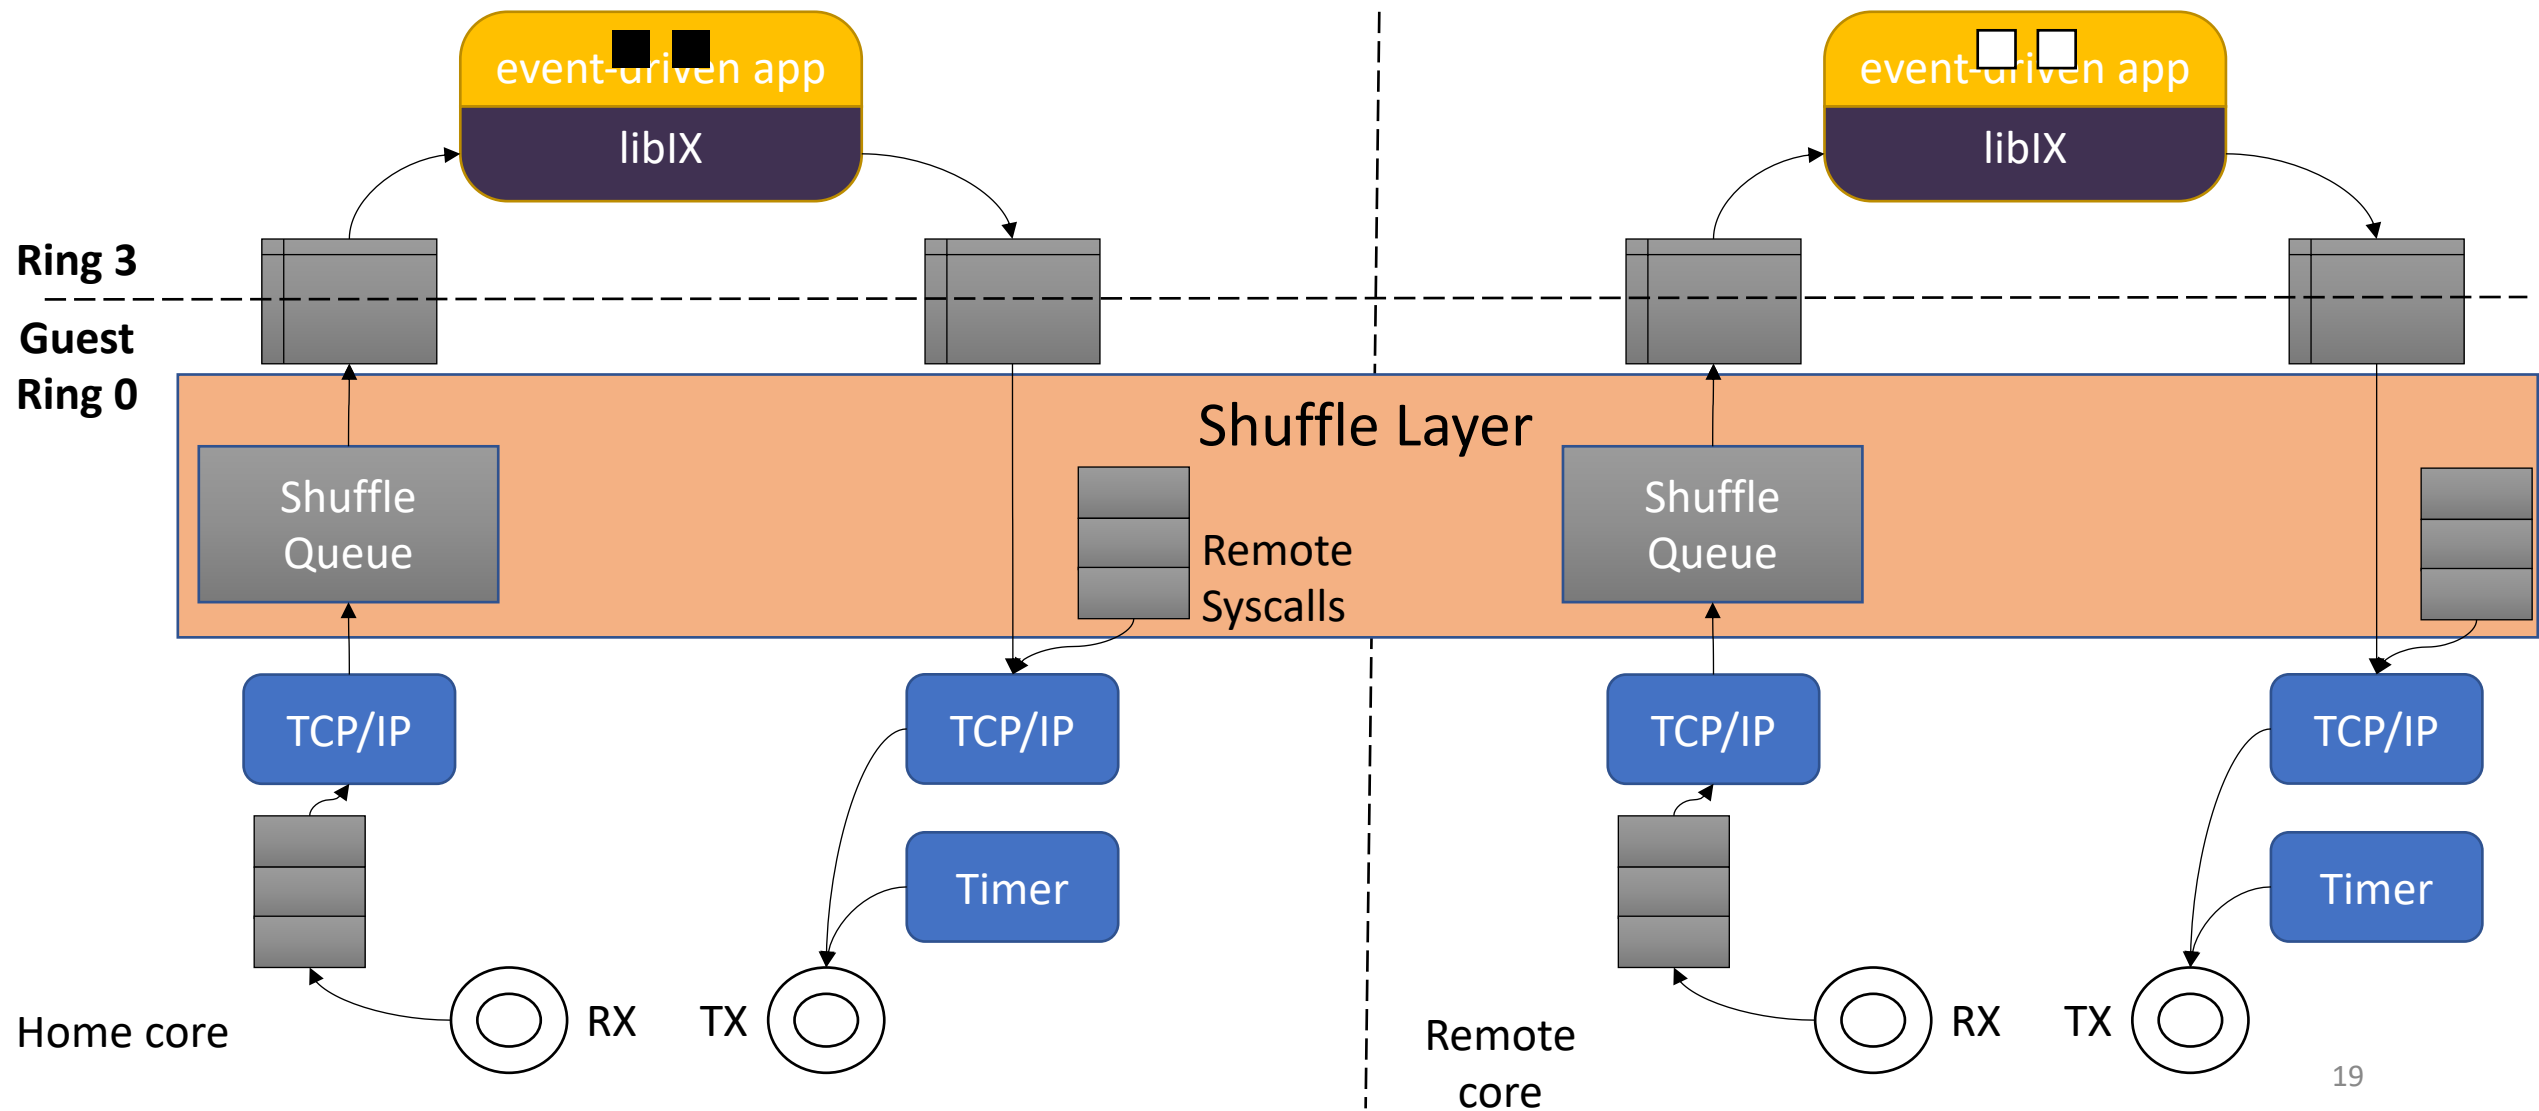 event-driven app
libIX
event-driven app
libIX
Ring 3
Guest
Ring 0
Shuffle Layer
Shuffle
Queue
Remote
Syscalls
Shuffle
Queue
TCP/IP
TCP/IP
TCP/IP
TCP/IP
Timer
Timer
Home core
RX
TX
Remote
core
RX
TX
19